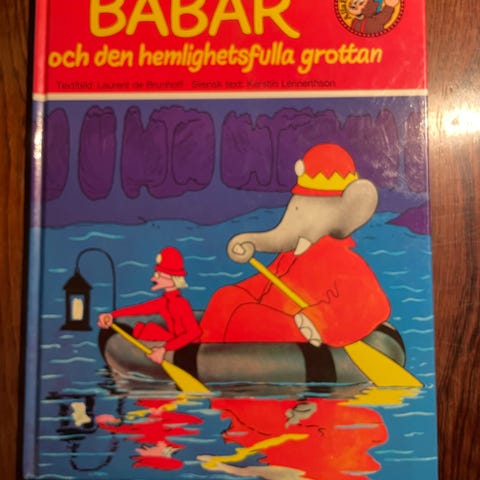 BABAR
och den hemlighetsfulla grottan
Text/bild: Laurent de Brunhoff · Svensk text: Kerstin Lennerthson